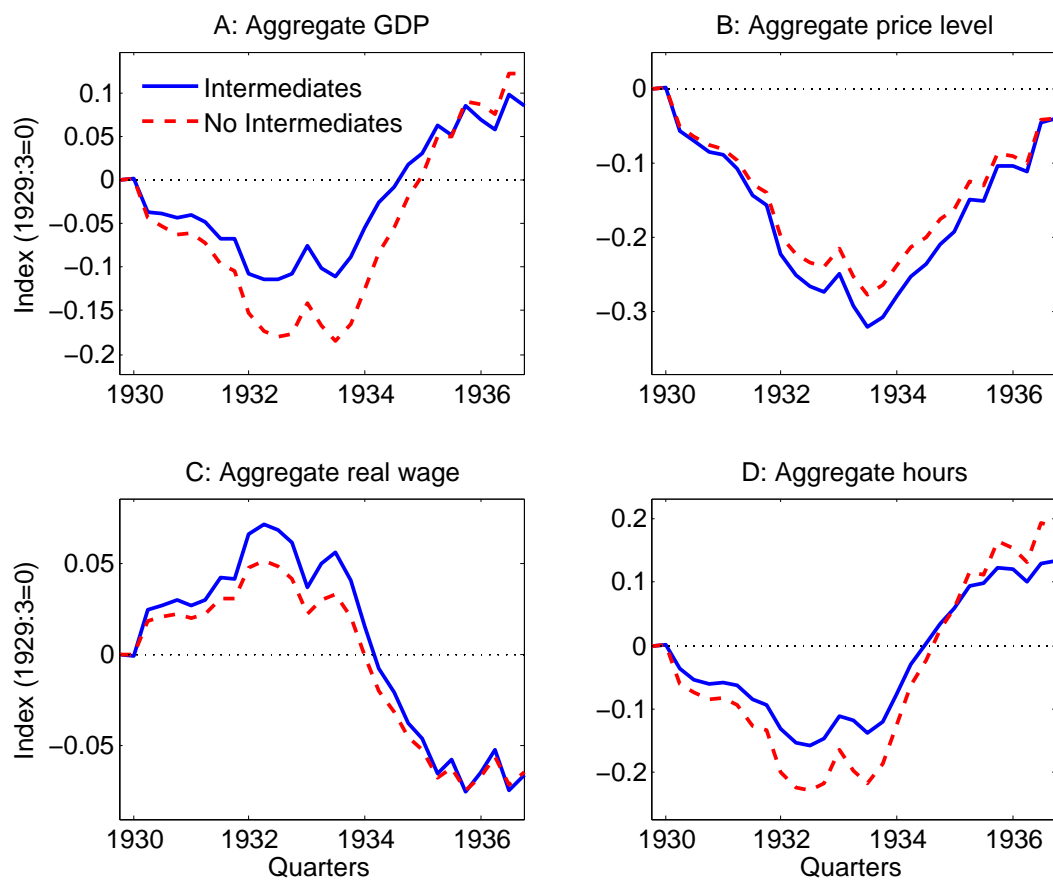 A: Aggregate GDP
Index (1929:3=0)
0.1
0.05
0
−0.05
−0.1
−0.15
−0.2
Intermediates
No Intermediates
1930 1932 1934 1936
B: Aggregate price level
0
−0.1
−0.2
−0.3
1930 1932 1934 1936
C: Aggregate real wage
Index (1929:3=0)
0.05
0
−0.05
1930 1932 1934 1936
Quarters
D: Aggregate hours
0.2
0.1
0
−0.1
−0.2
1930 1932 1934 1936
Quarters